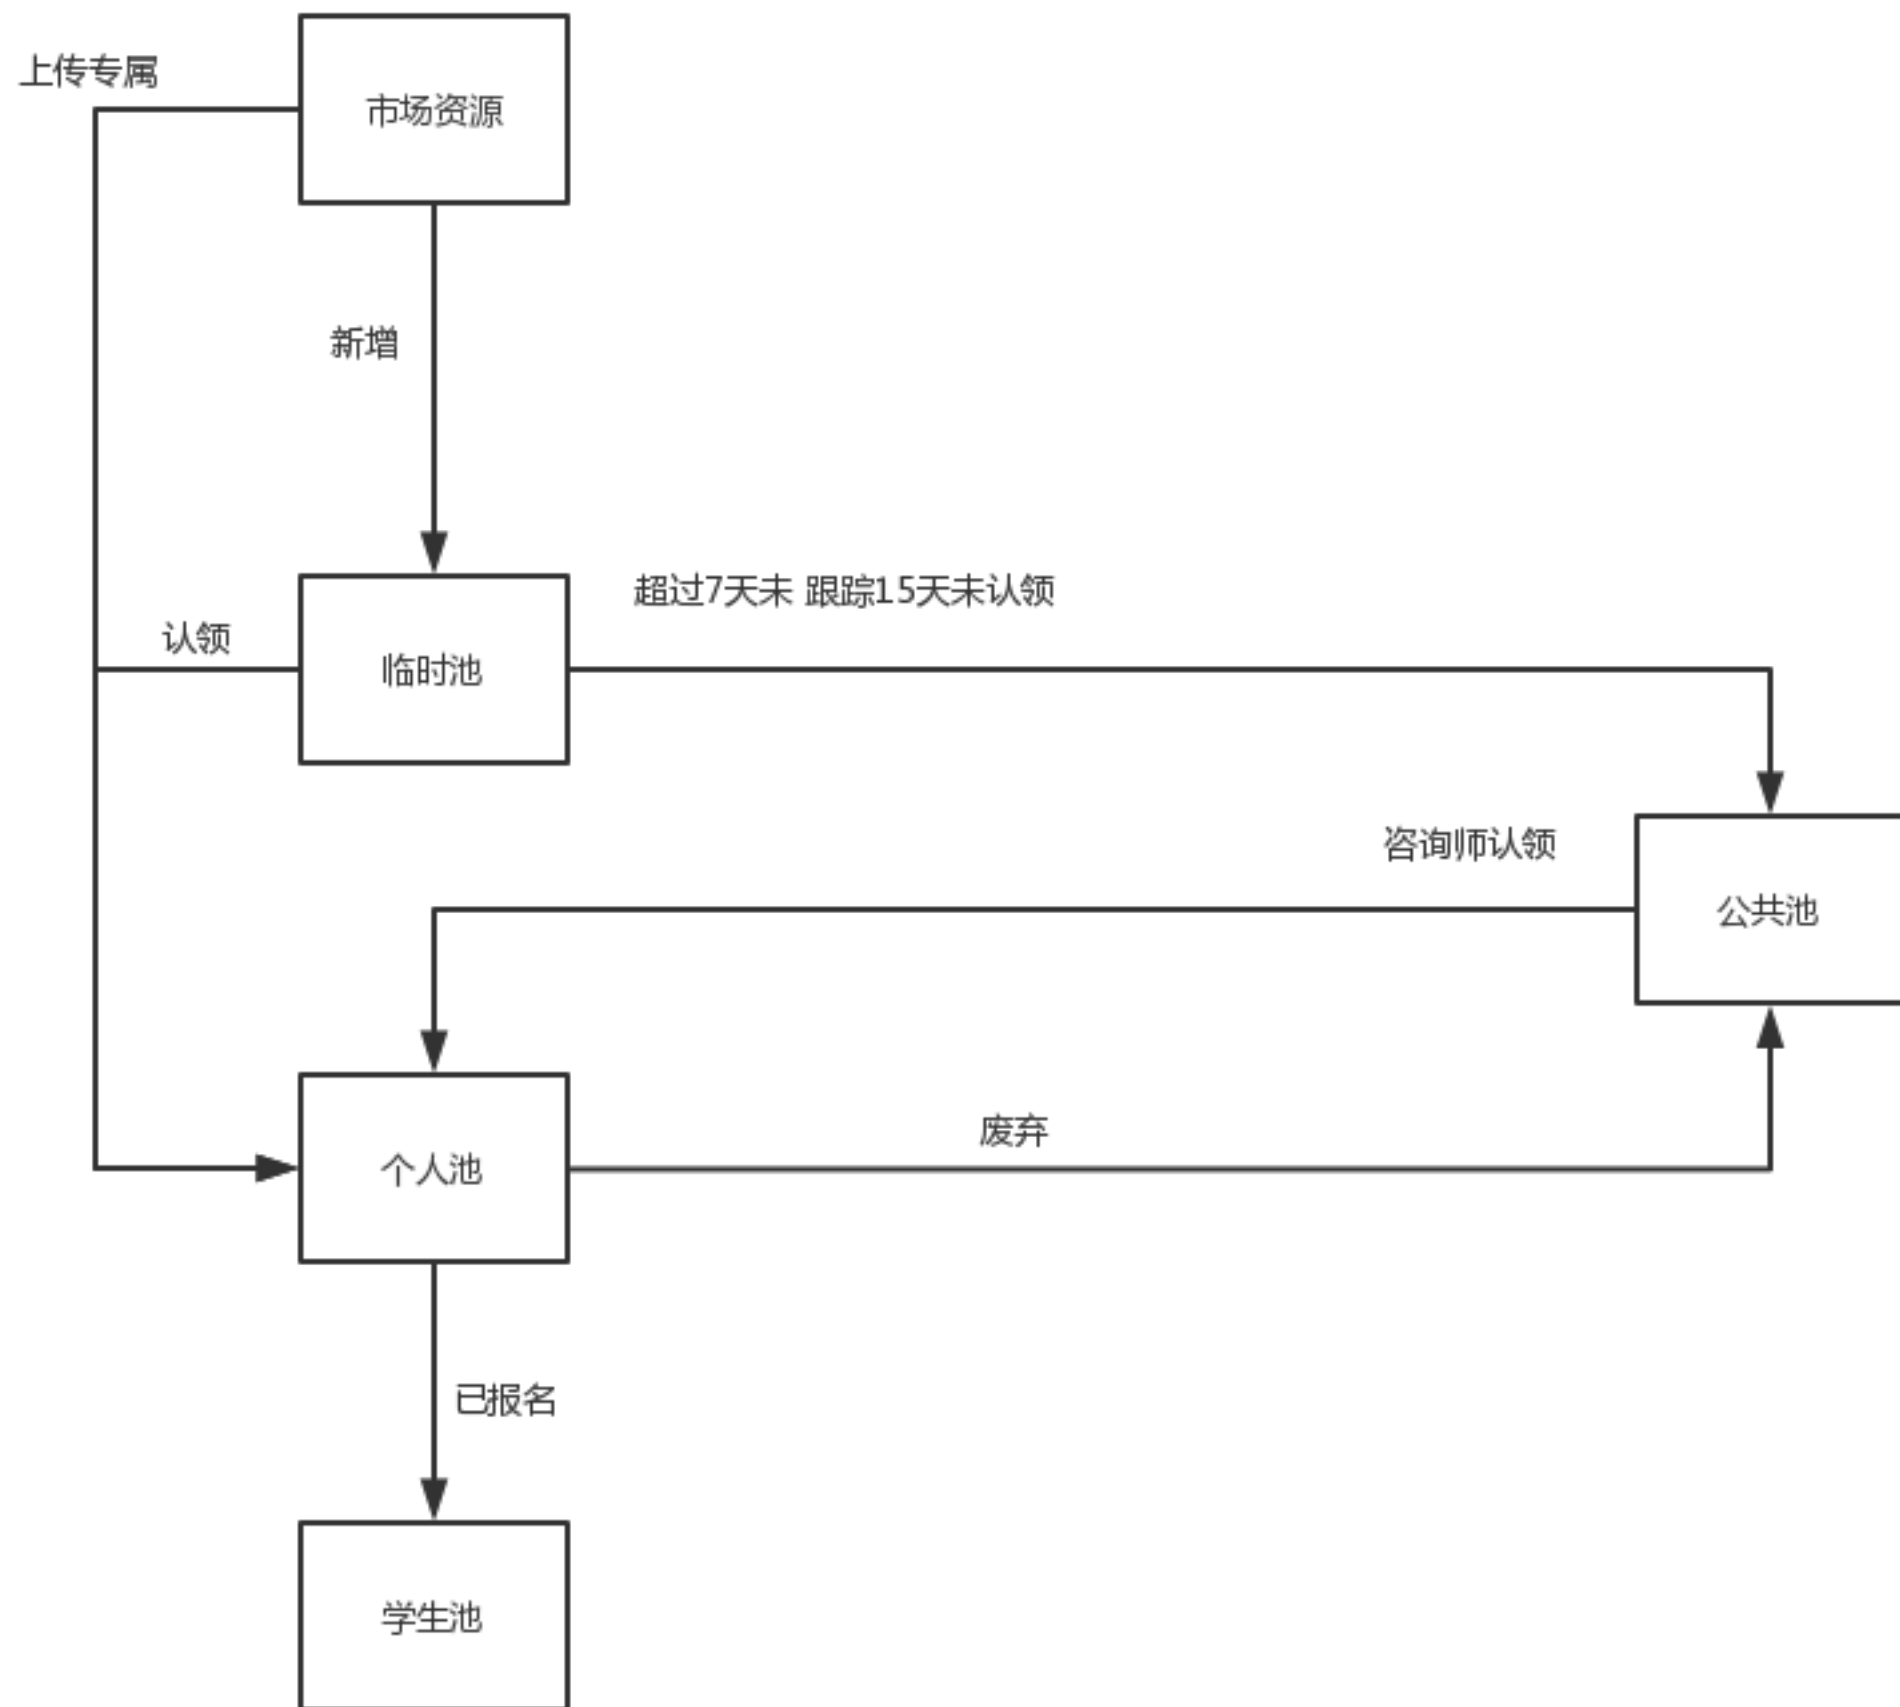 上传专属
市场资源
新增
超过7天未 跟踪15天未认领
认领
临时池
咨询师认领
公共池
废弃
个人池
已报名
学生池